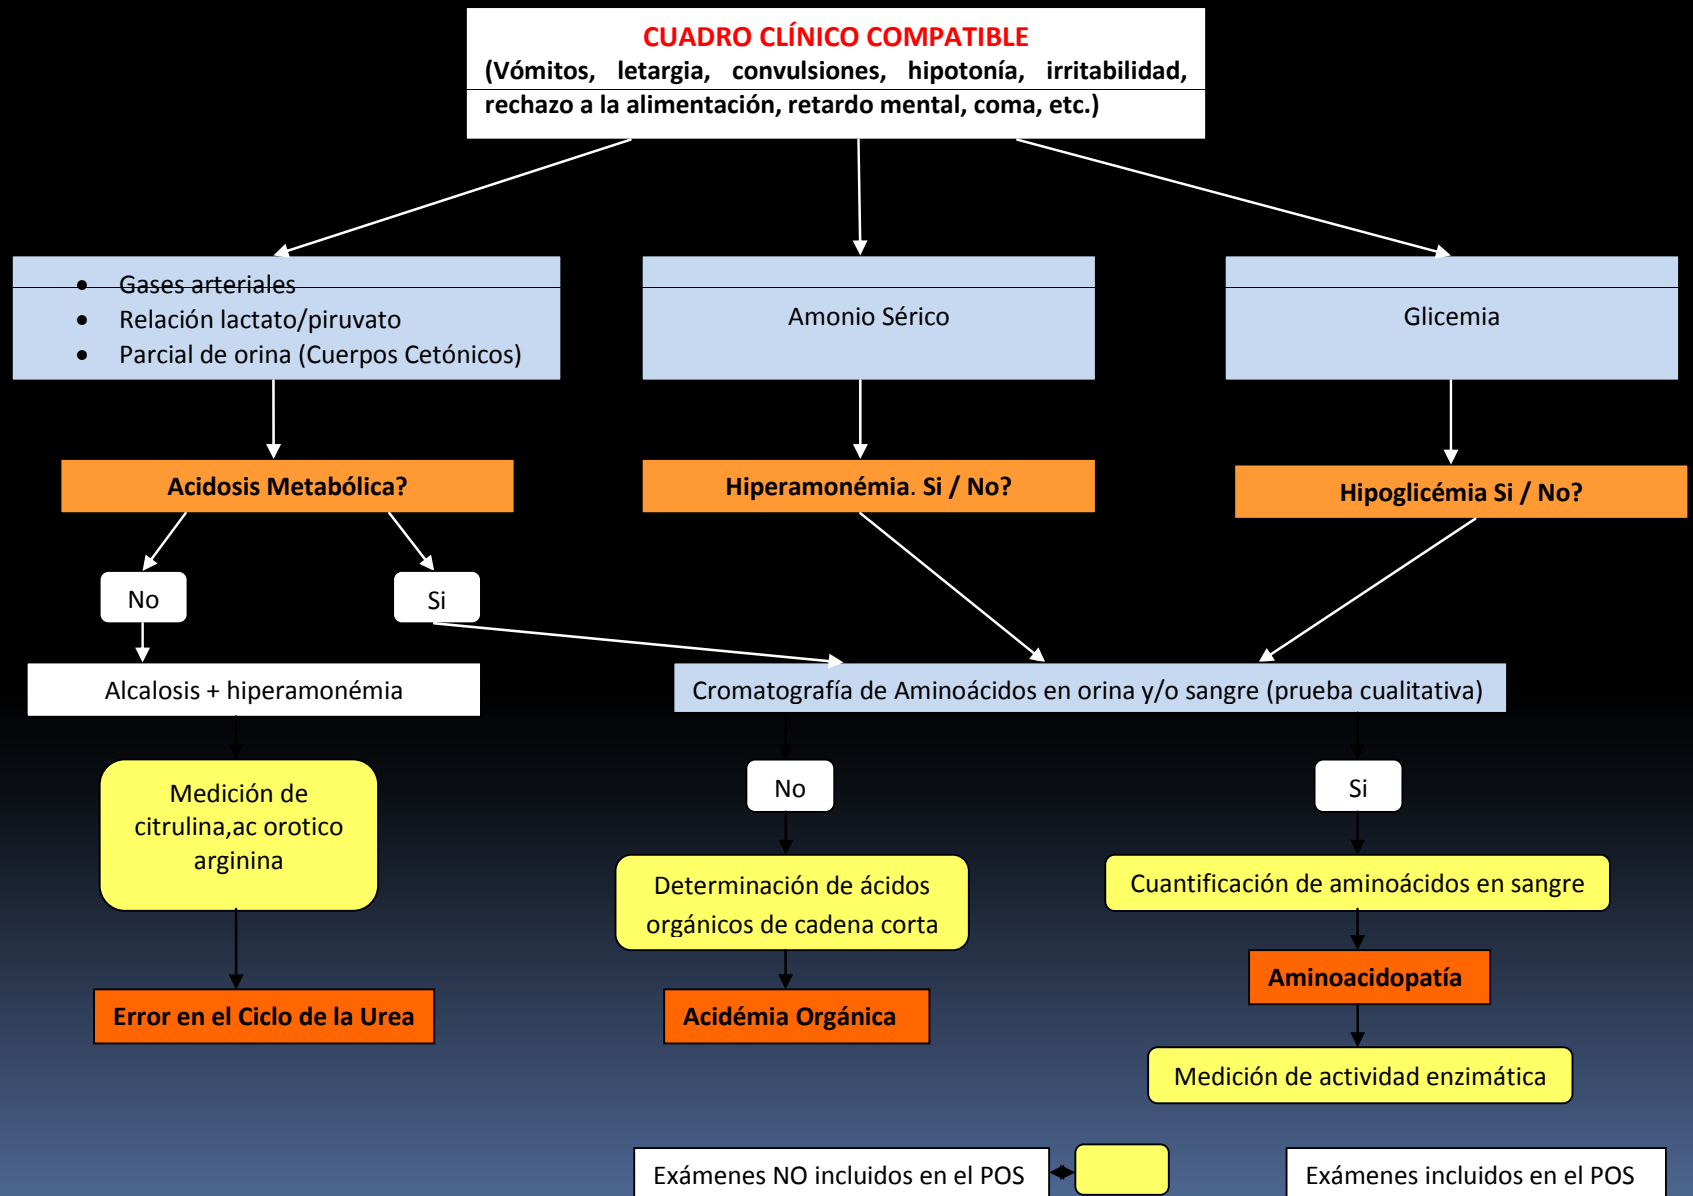 CUADRO CLÍNICO COMPATIBLE
(Vómitos, letargia, convulsiones, hipotonía, irritabilidad,
rechazo a la alimentación, retardo mental, coma, etc.)
• Gases arteriales
• Relación lactato/piruvato
• Parcial de orina (Cuerpos Cetónicos)
Amonio Sérico
Glicemia
Acidosis Metabólica?
Hiperamonémia. Si / No?
Hipoglicémia Si / No?
No
Si
Alcalosis + hiperamonémia
Cromatografía de Aminoácidos en orina y/o sangre (prueba cualitativa)
Medición de
citrulina,ac orotico
arginina
No
Si
Determinación de ácidos
orgánicos de cadena corta
Cuantificación de aminoácidos en sangre
Aminoacidopatía
Error en el Ciclo de la Urea
Acidémia Orgánica
Medición de actividad enzimática
Exámenes NO incluidos en el POS
Exámenes incluidos en el POS